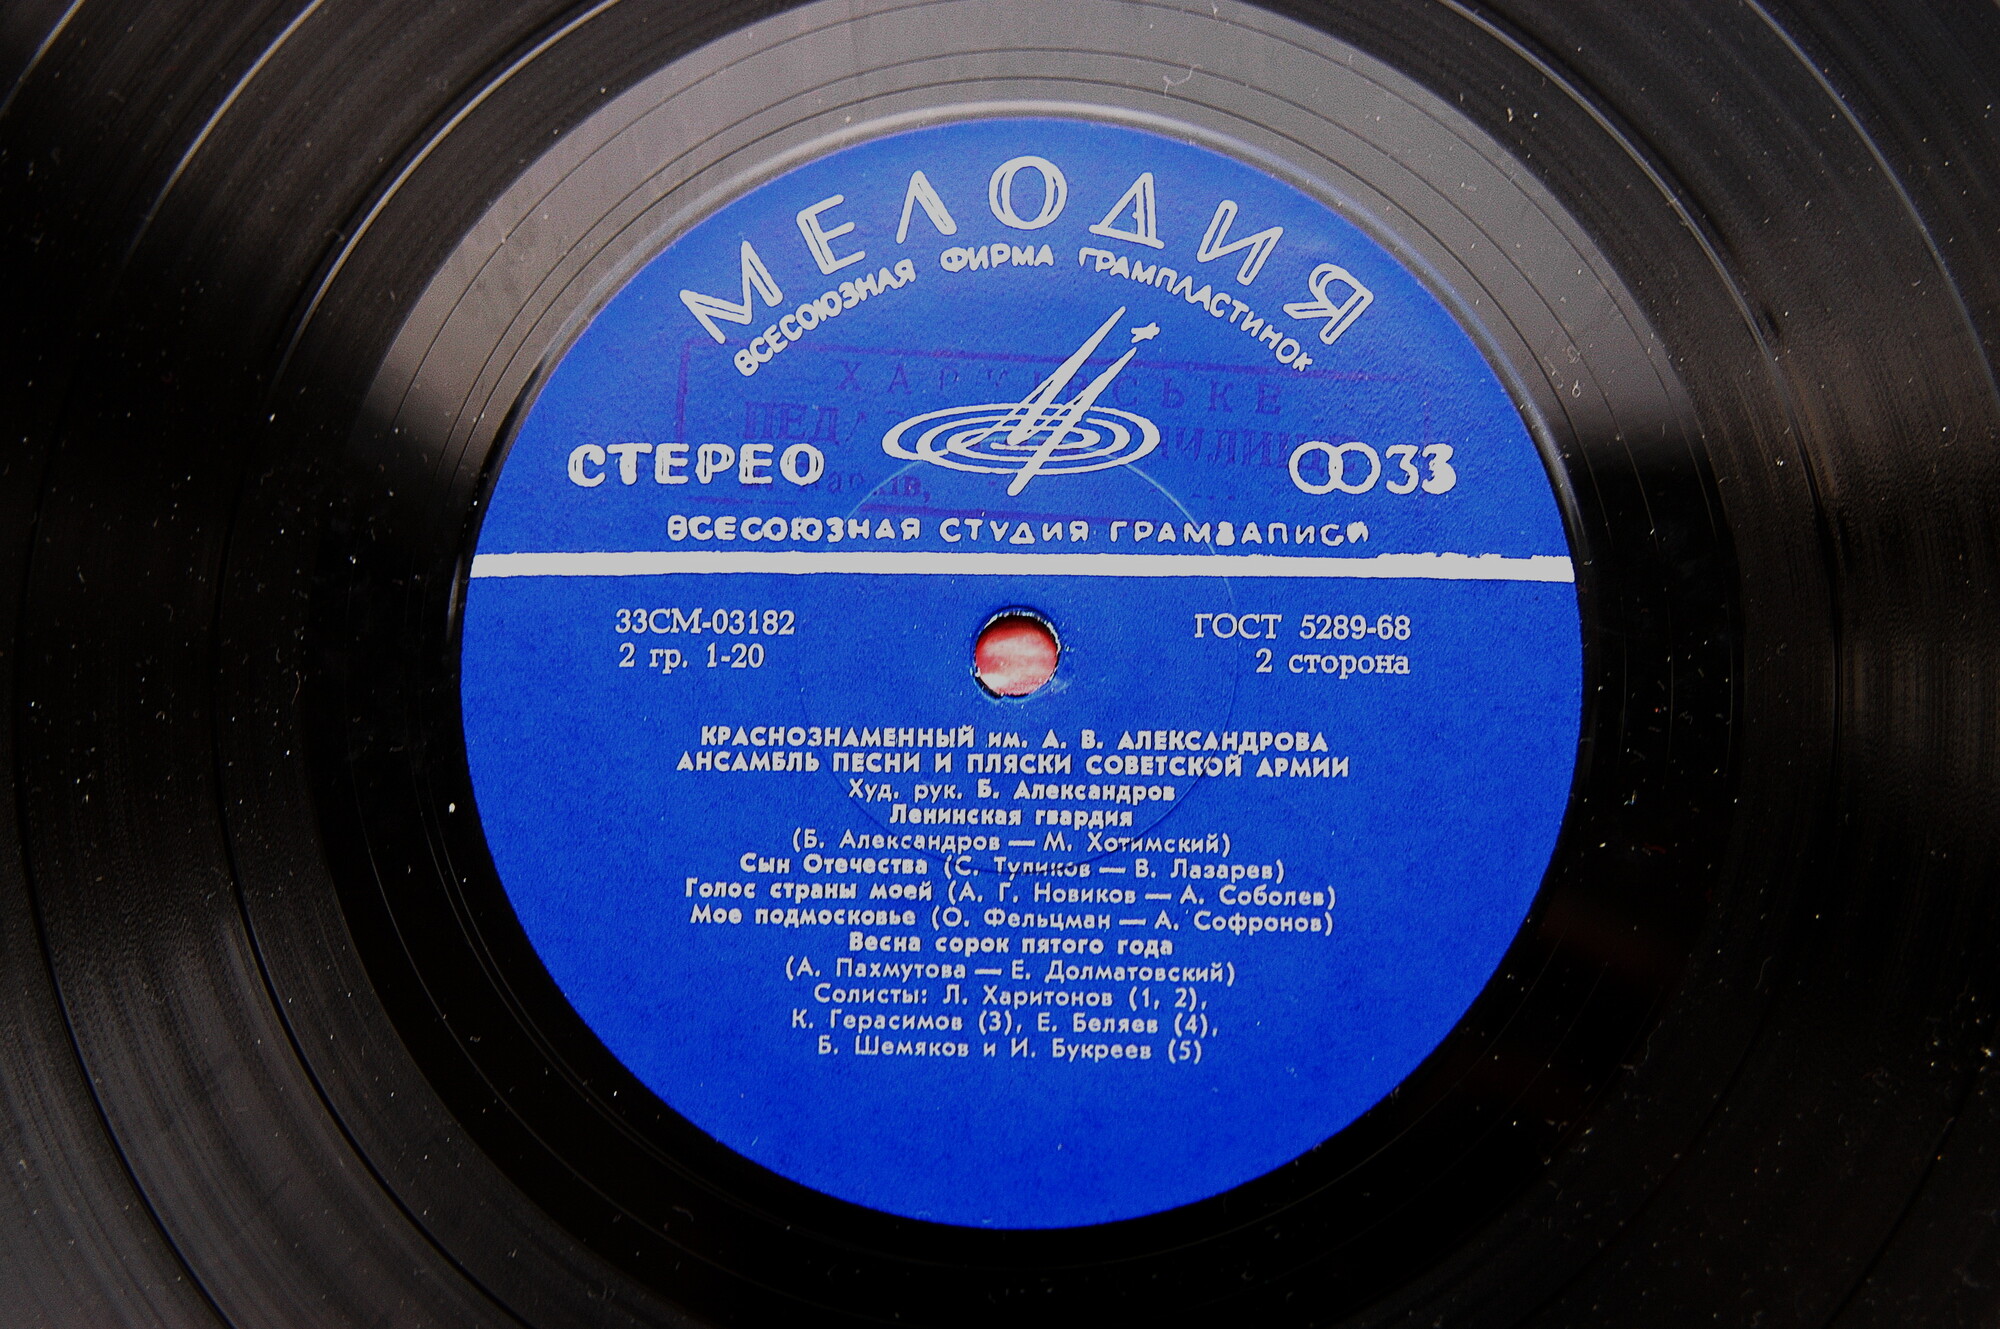 МЕЛОДИЯ
ВСЕСОЮЗНАЯ ФИРМА ГРАМПЛАСТИНОК
ХАРКІВСЬКЕ
СТЕРЕО
33
ВСЕСОЮЗНАЯ СТУДИЯ ГРАМЗАПИСИ
33СМ-03182
ГОСТ 5289-68
2 гр. 1-20
2 сторона
КРАСНОЗНАМЕННЫЙ им. А. В. АЛЕКСАНДРОВА
АНСАМБЛЬ ПЕСНИ И ПЛЯСКИ СОВЕТСКОЙ АРМИИ
Худ. рук. Б. Александров
Ленинская гвардия
(Б. Александров — М. Хотимский)
Сын Отечества (С. Туликов — В. Лазарев)
Голос страны моей (А. Г. Новиков — А. Соболев)
Мое подмосковье (О. Фельцман — А. Софронов)
Весна сорок пятого года
(А. Пахмутова — Е. Долматовский)
Солисты: Л. Харитонов (1, 2),
К. Герасимов (3), Е. Беляев (4),
Б. Шемяков и И. Букреев (5)